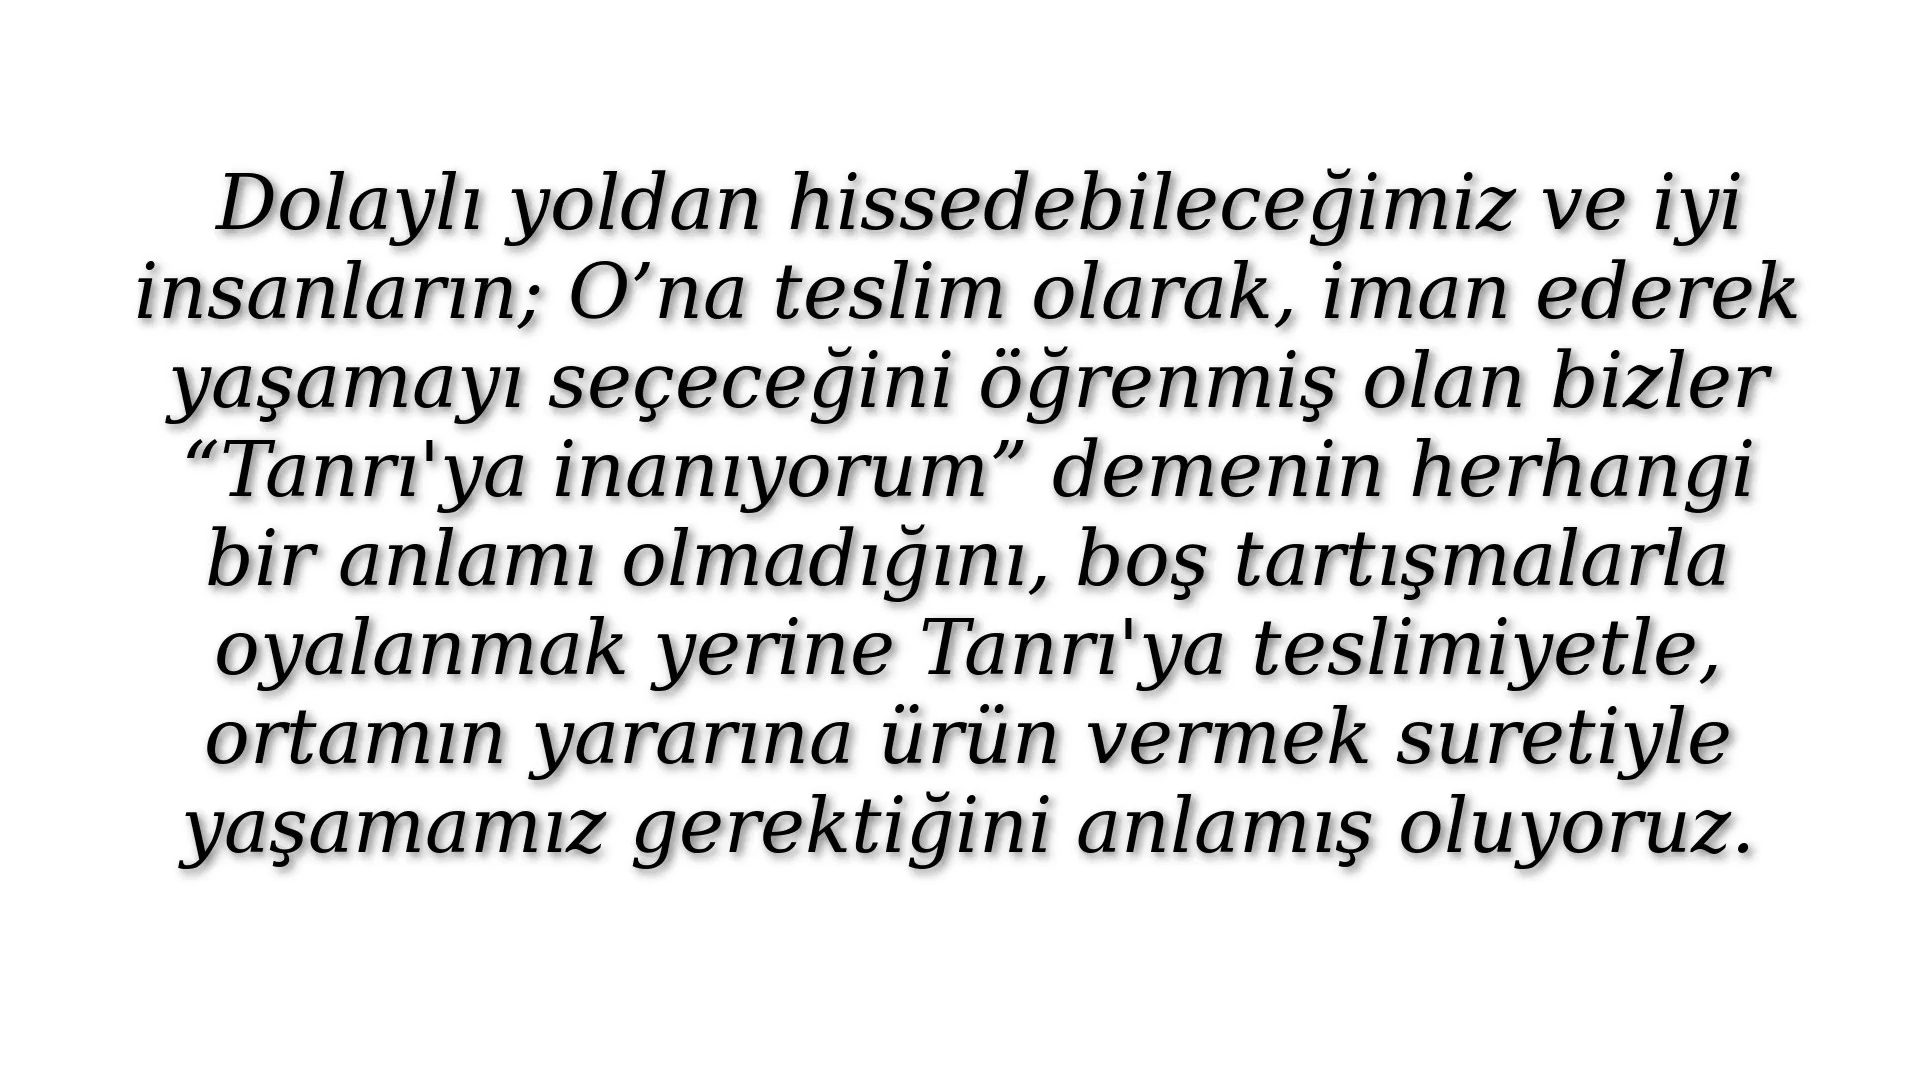 Dolaylı yoldan hissedebileceğimiz ve iyi
insanların; O’na teslim olarak, iman ederek
yaşamayı seçeceğini öğrenmiş olan bizler
“Tanrı'ya inanıyorum” demenin herhangi
bir anlamı olmadığını, boş tartışmalarla
oyalanmak yerine Tanrı'ya teslimiyetle,
ortamın yararına ürün vermek suretiyle
yaşamamız gerektiğini anlamış oluyoruz.